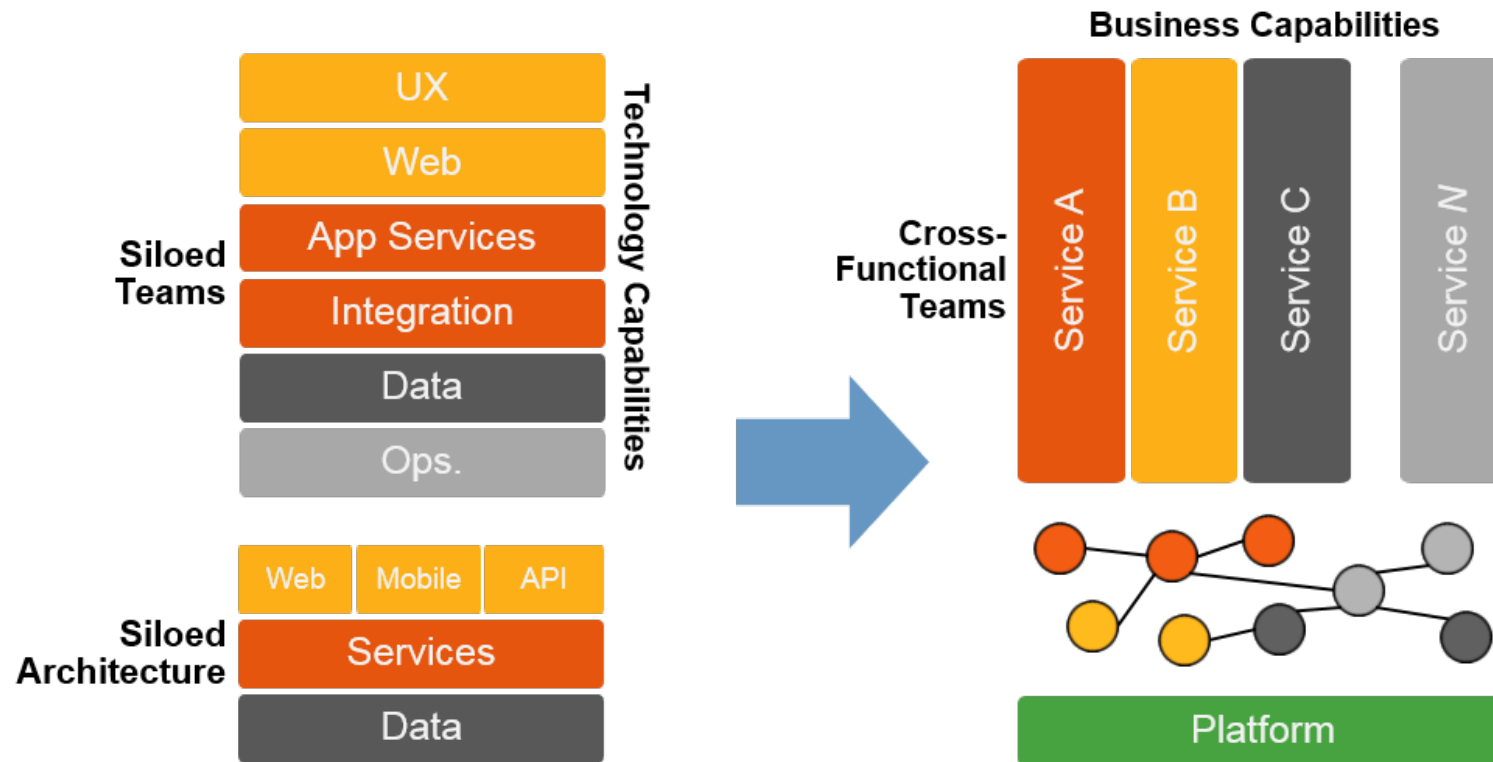 Siloed
Teams
UX
Web
App Services
Integration
Data
Ops.
Technology Capabilities
Siloed
Architecture
Web
Mobile
API
Services
Data
Business Capabilities
Cross-
Functional
Teams
Service A
Service B
Service C
Service N
Platform